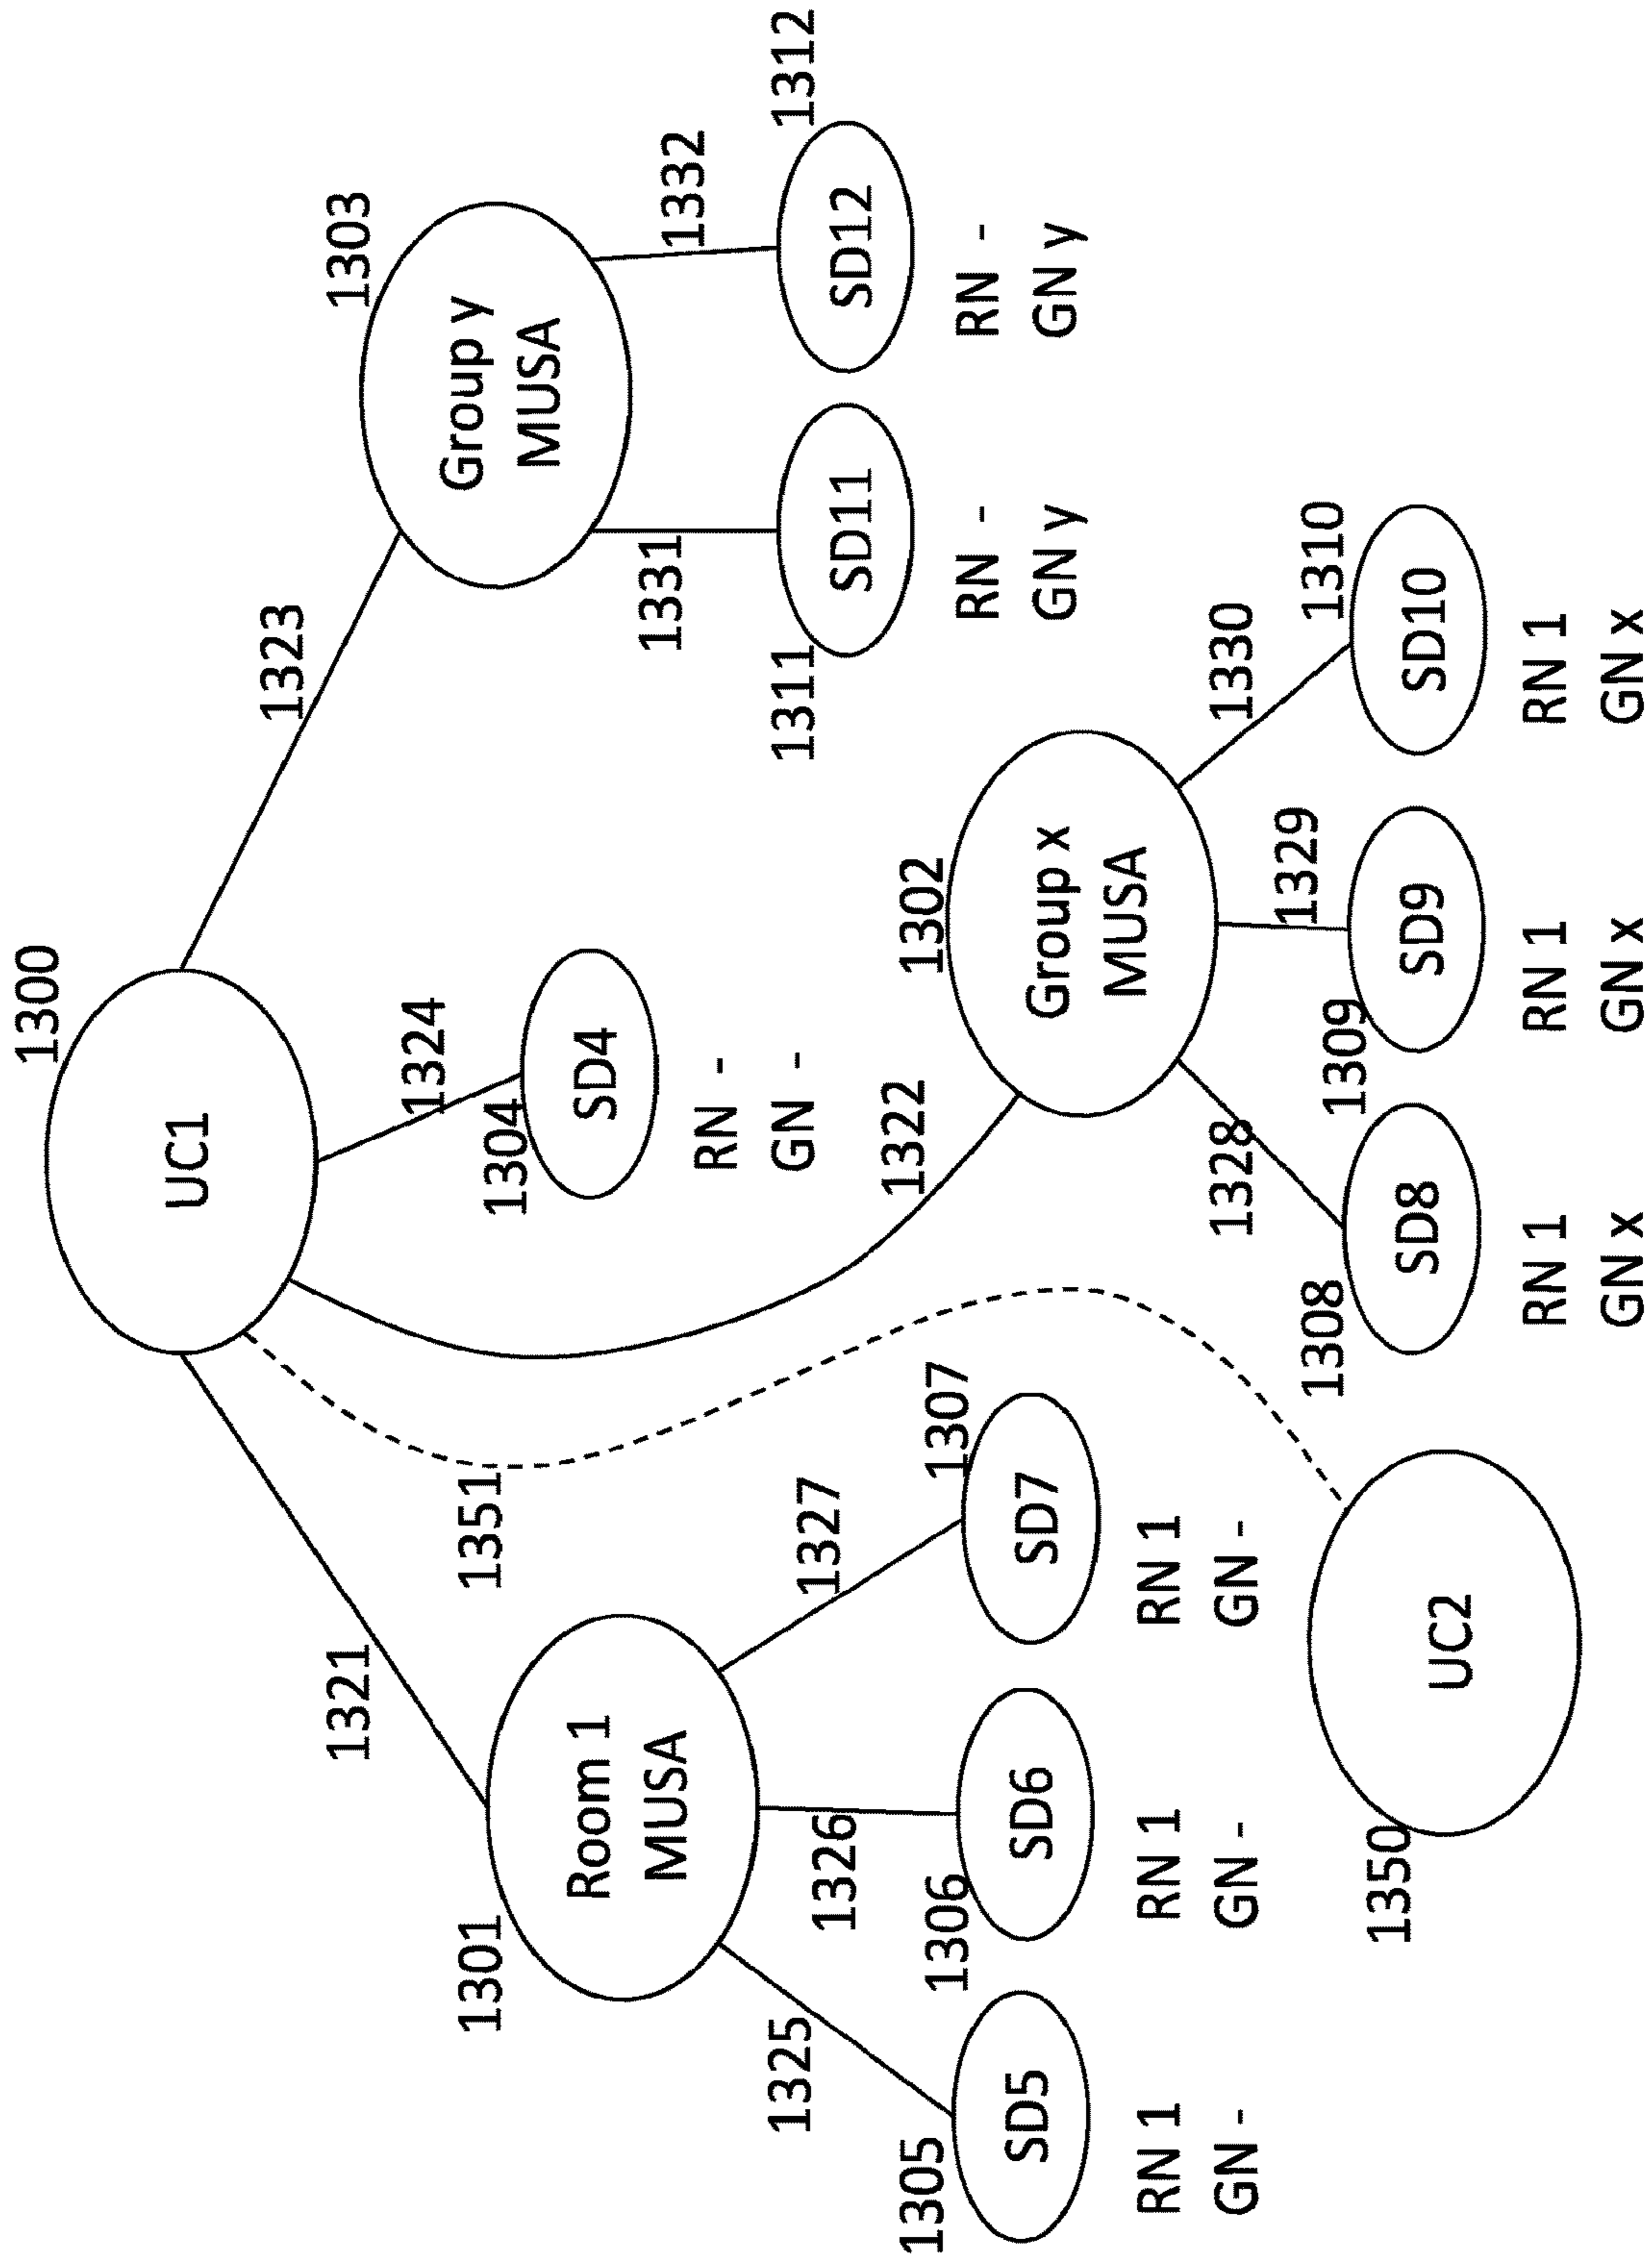 1300
UC1
1321
1351
1324
1323
1303
Group y
MUSA
1301
Room 1
MUSA
1304
SD4
RN -
GN -
1331
1332
1325
1326
1327
1322
1311
SD11
RN -
GN y
1312
SD12
RN -
GN y
1305
SD5
RN 1
GN -
1306
SD6
RN 1
GN -
1307
SD7
RN 1
GN -
1302
Group x
MUSA
1328
1329
1330
1308
SD8
RN 1
GN x
1309
SD9
RN 1
GN x
1310
SD10
RN 1
GN x
1350
UC2